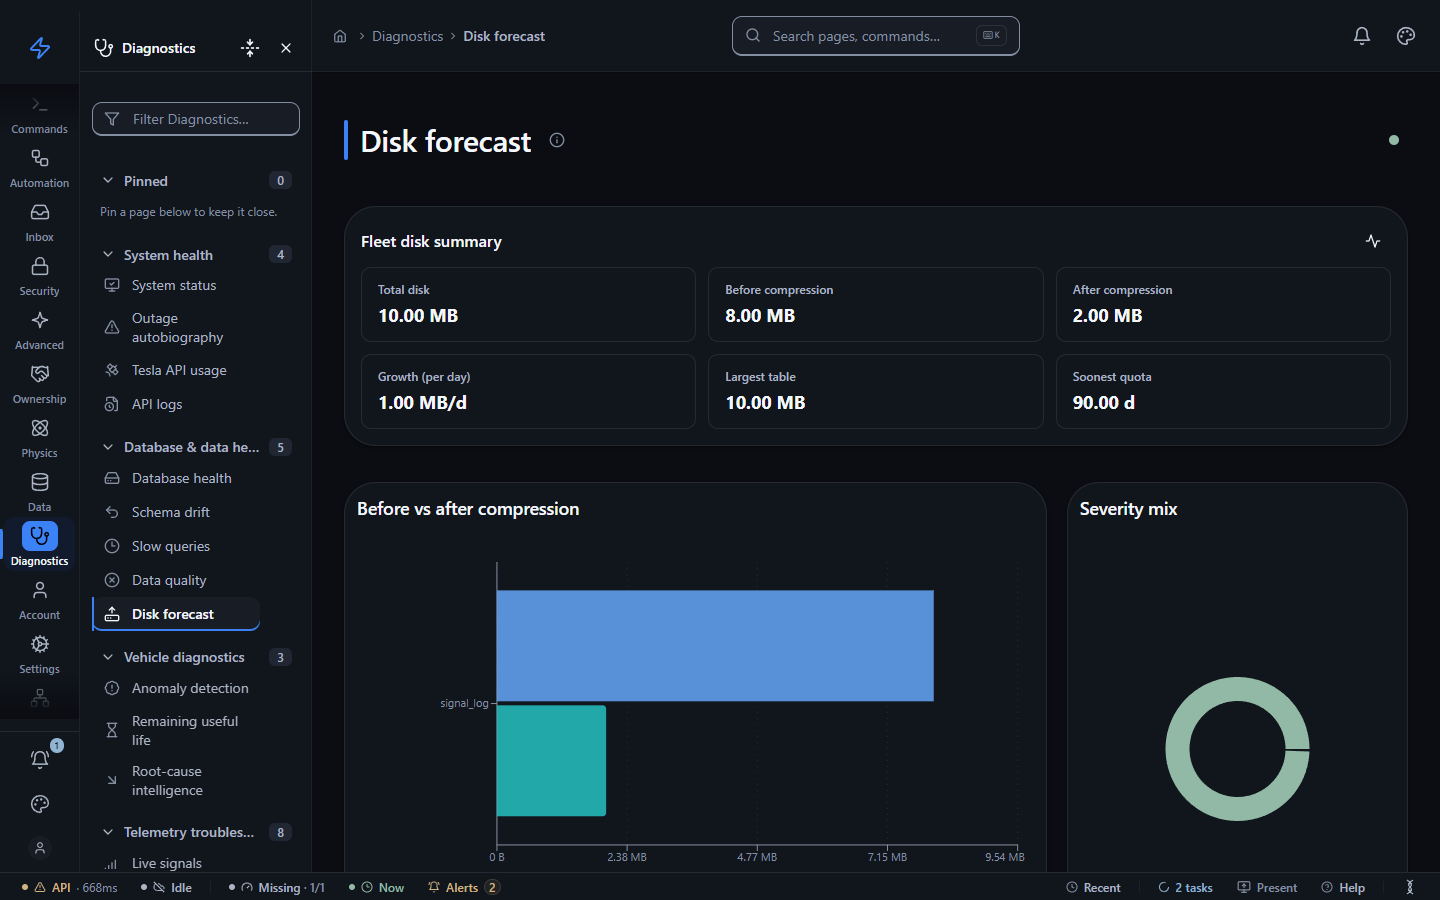 Diagnostics
Diagnostics
Disk forecast
Search pages, commands...
K
Commands
Automation
Inbox
Security
Advanced
Ownership
Physics
Data
Diagnostics
Account
Settings
1
Filter Diagnostics...
Pinned
0
Pin a page below to keep it close.
System health
4
System status
Outage
autobiography
Tesla API usage
API logs
Database & data he...
5
Database health
Schema drift
Slow queries
Data quality
Disk forecast
Vehicle diagnostics
3
Anomaly detection
Remaining useful
life
Root-cause
intelligence
Telemetry troubles...
8
Live signals
Disk forecast
Fleet disk summary
Total disk
10.00 MB
Before compression
8.00 MB
After compression
2.00 MB
Growth (per day)
1.00 MB/d
Largest table
10.00 MB
Soonest quota
90.00 d
Before vs after compression
signal_log
0 B
2.38 MB
4.77 MB
7.15 MB
9.54 MB
Severity mix
API · 668ms
Idle
Missing · 1/1
Now
Alerts 2
Recent
2 tasks
Present
Help